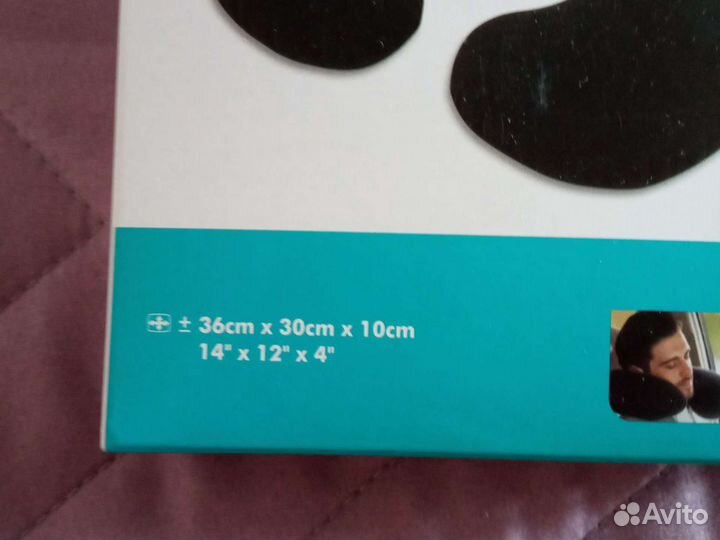 ± 36cm x 30cm x 10cm
14" x 12" x 4"
Avito